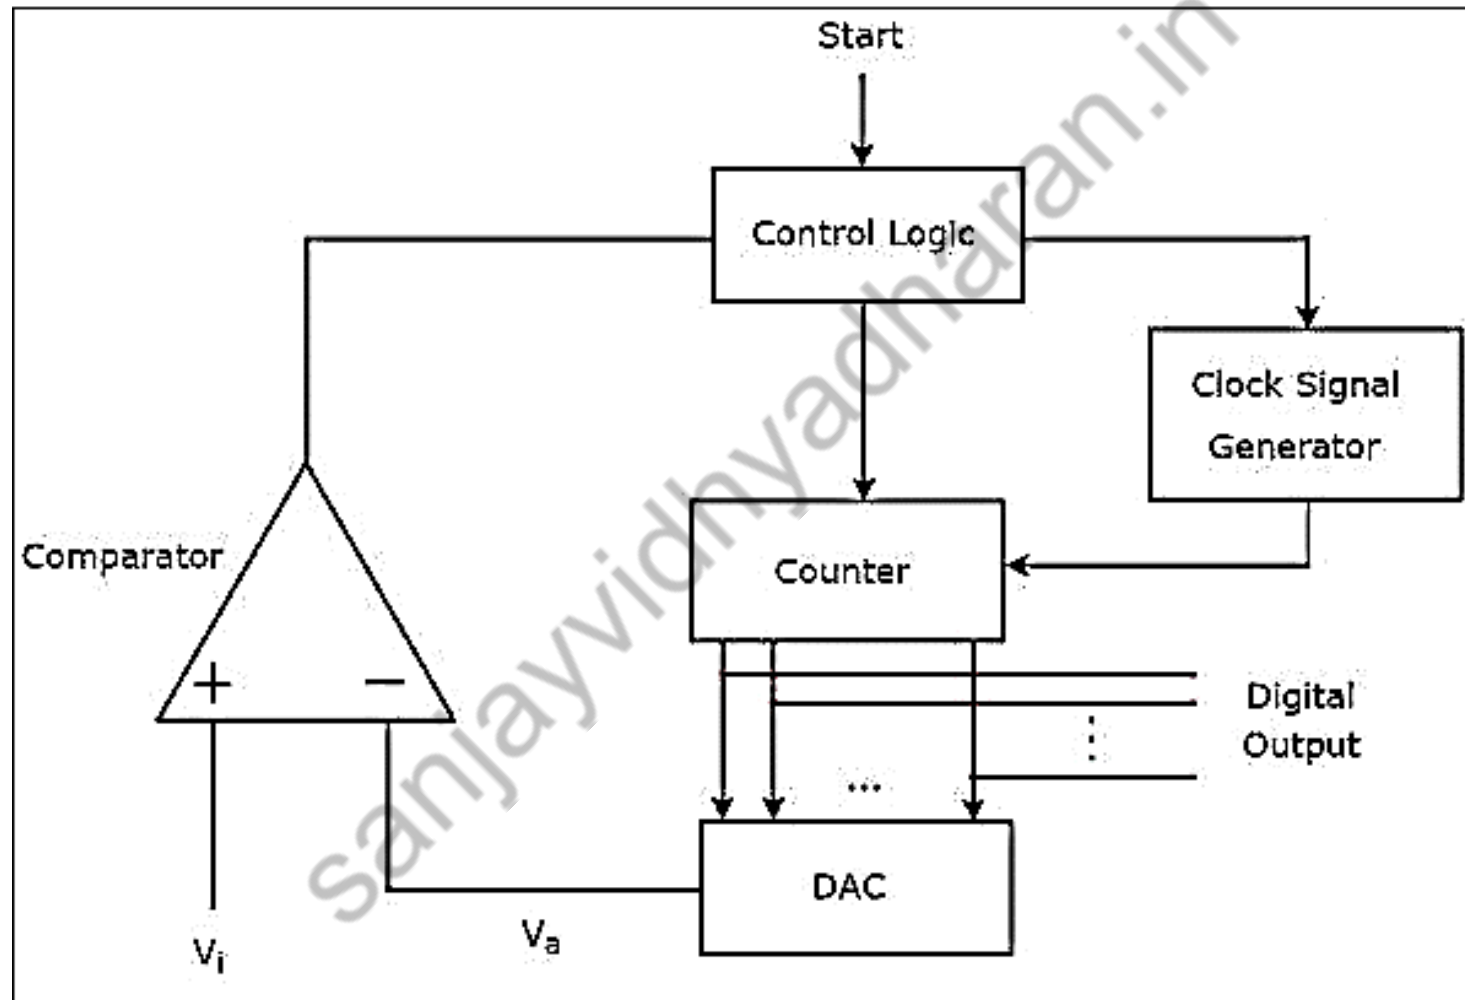 Start
Control Logic
Clock Signal
Generator
Comparator
Counter
+
−
Digital
Output
...
DAC
Va
Vi
sanjayvidhyadharan.in